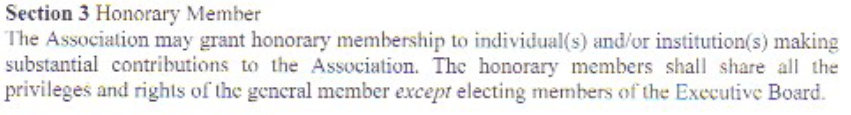 Section 3 Honorary Member
The Association may grant honorary membership to individual(s) and/or institution(s) making
substantial contributions to the Association. The honorary members shall share all the
privileges and rights of the general member except electing members of the Executive Board.